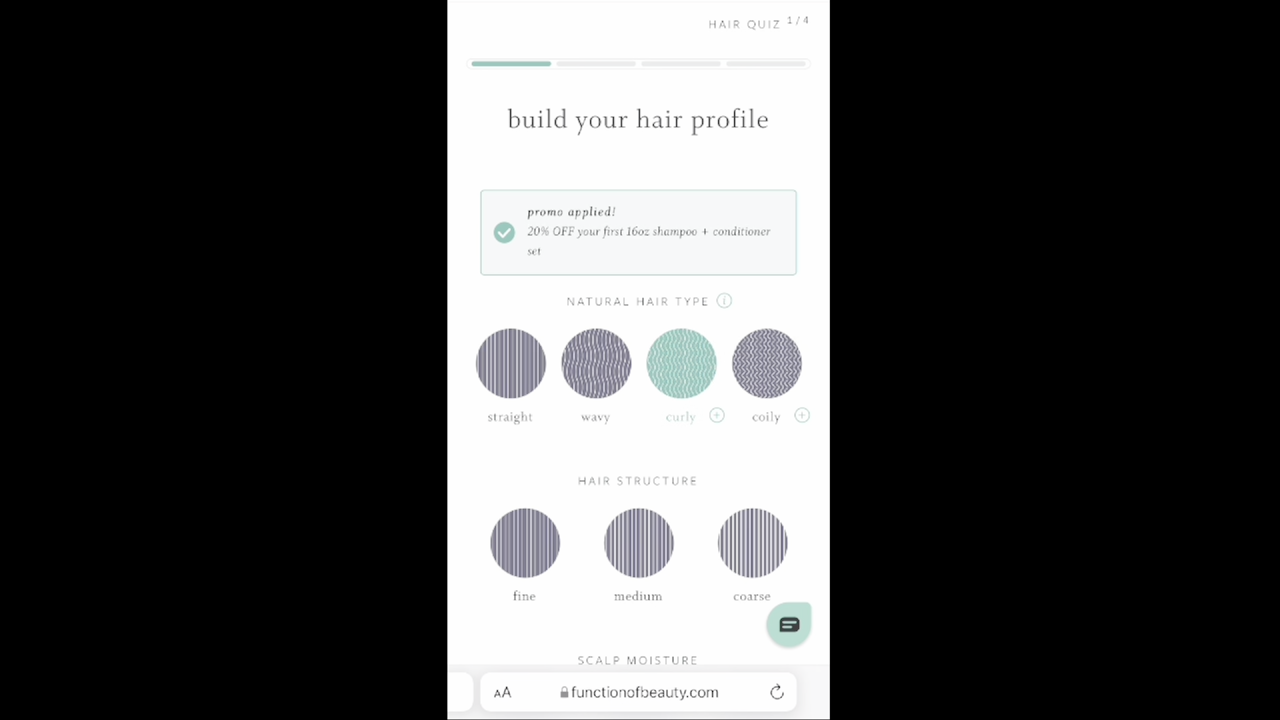 HAIR QUIZ 1/4
build your hair profile
promo applied!
20% OFF your first 16oz shampoo + conditioner
set
NATURAL HAIR TYPE i
straight wavy curly + coily +
HAIR STRUCTURE
fine medium coarse
SCALP MOISTURE
AA functionofbeauty.com